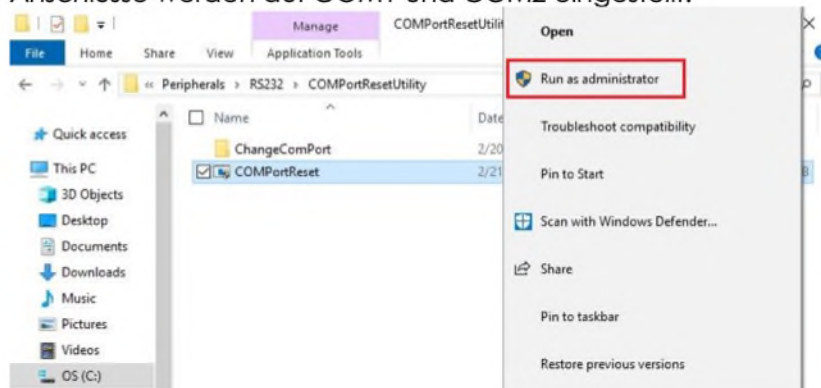 Anschlüsse werden auf COM1 und COM2 eingestellt.
Manage
COMPortResetUtilit
File Home Share View Application Tools
« Peripherals › RS232 › COMPortResetUtility
Name Date
Quick access
ChangeComPort 2/20
This PC
COMPortReset 2/21 B
3D Objects
Desktop
Documents
Downloads
Music
Pictures
Videos
OS (C:)
Open
Run as administrator
Troubleshoot compatibility
Pin to Start
Scan with Windows Defender...
Share
Pin to taskbar
Restore previous versions